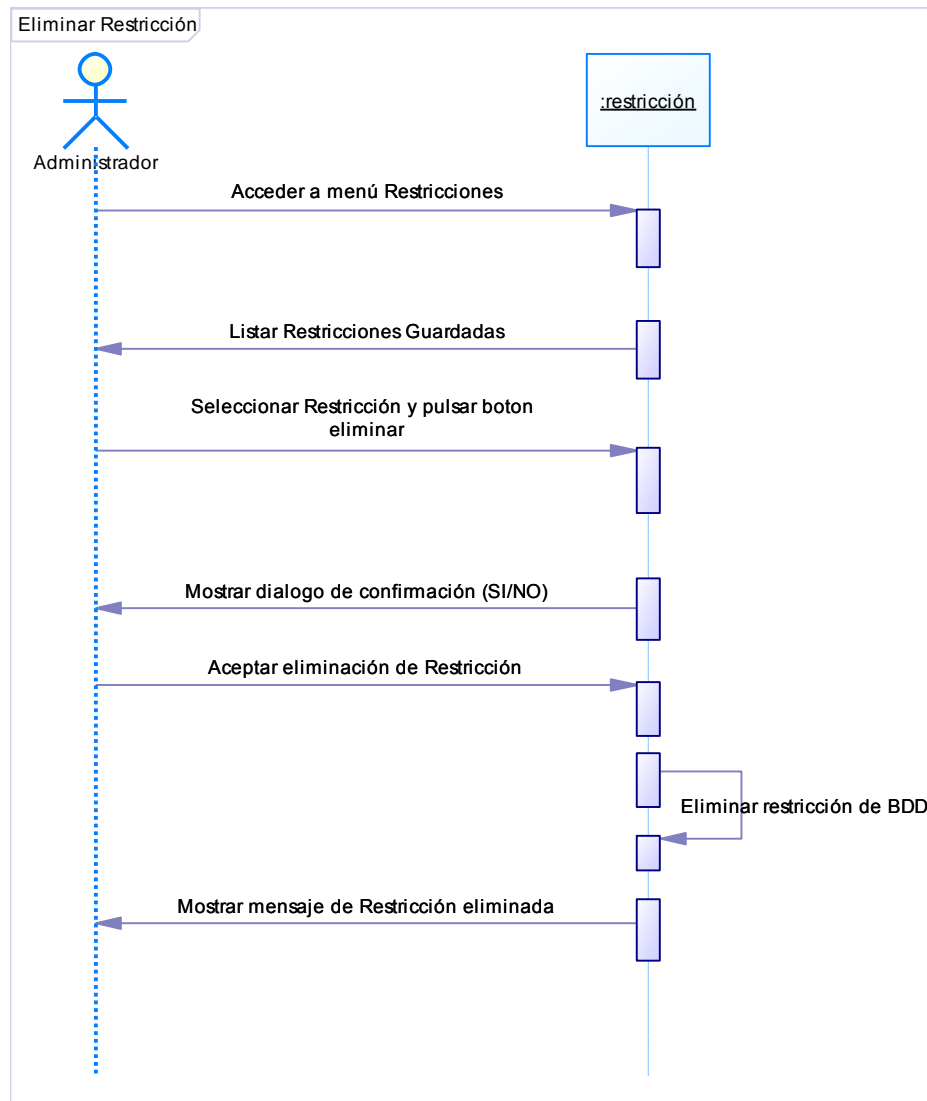 Eliminar Restricción
:restricción
Administrador
Acceder a menú Restricciones
Listar Restricciones Guardadas
Seleccionar Restricción y pulsar boton
eliminar
Mostrar dialogo de confirmación (SI/NO)
Aceptar eliminación de Restricción
Eliminar restricción de BDD
Mostrar mensaje de Restricción eliminada